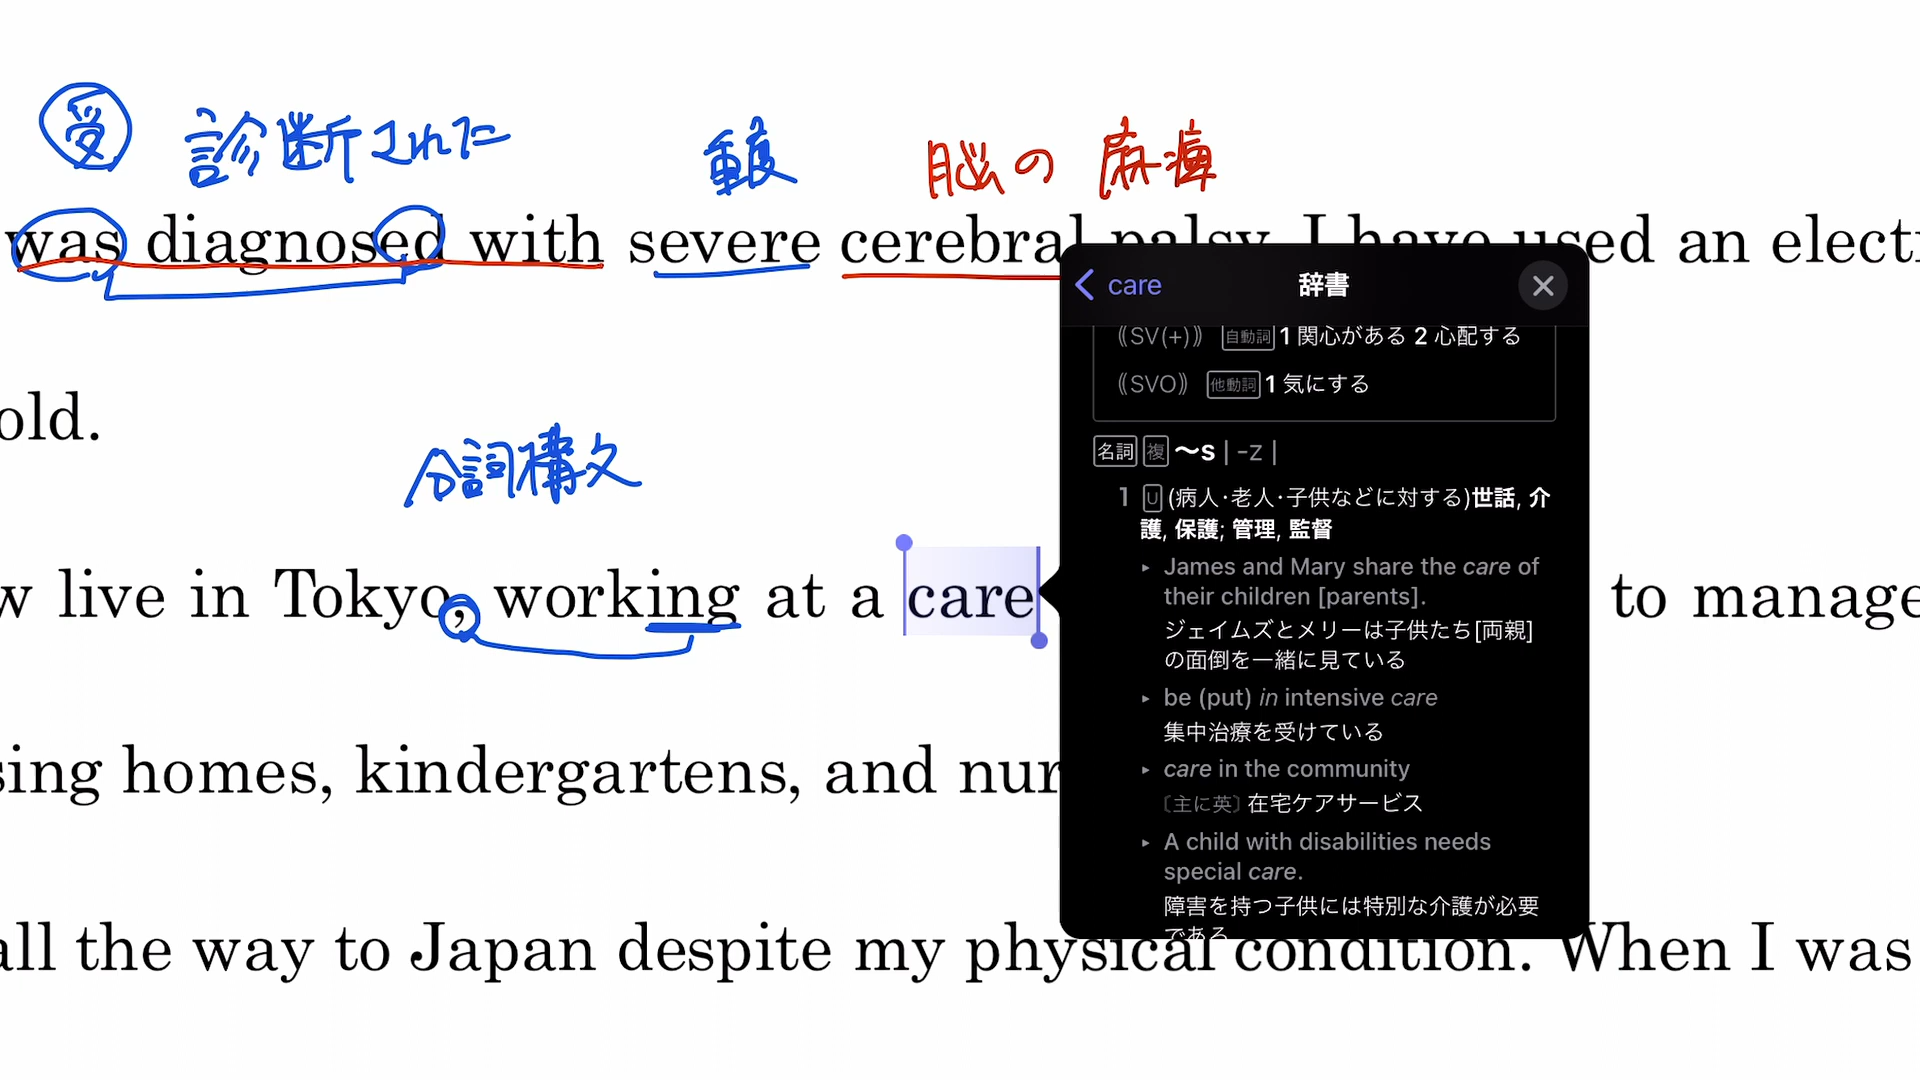 受 診断された 重度 脳の 麻痺
was diagnosed with severe cerebral palsy. I have used an electr
old.
分詞構文
w live in Tokyo, working at a care to manage
sing homes, kindergartens, and nur
all the way to Japan despite my physical condition. When I was
care 辞書
⟪SV(+)⟫ 自動詞 1 関心がある 2 心配する
⟪SVO⟫ 他動詞 1 気にする
名詞 複 〜s | -z |
1 U (病人·老人·子供などに対する)世話, 介
護, 保護; 管理, 監督
▸ James and Mary share the care of
their children [parents].
ジェイムズとメリーは子供たち[両親]
の面倒を一緒に見ている
▸ be (put) in intensive care
集中治療を受けている
▸ care in the community
〔主に英〕在宅ケアサービス
▸ A child with disabilities needs
special care.
障害を持つ子供には特別な介護が必要
である